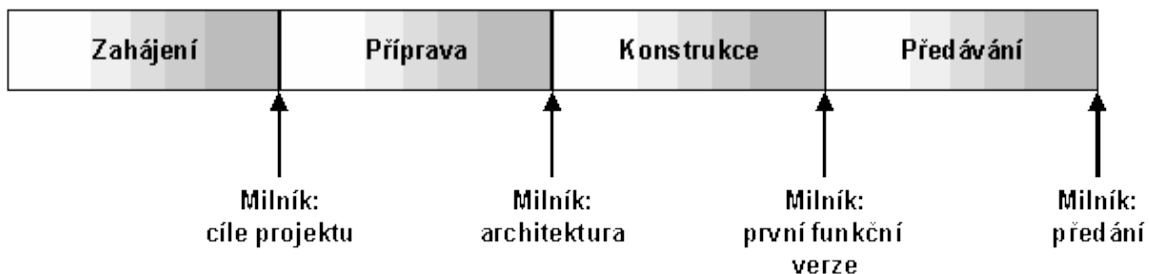 Zahájení
Příprava
Konstrukce
Předávání
Milník:
cíle projektu
Milník:
architektura
Milník:
první funkční
verze
Milník:
předání